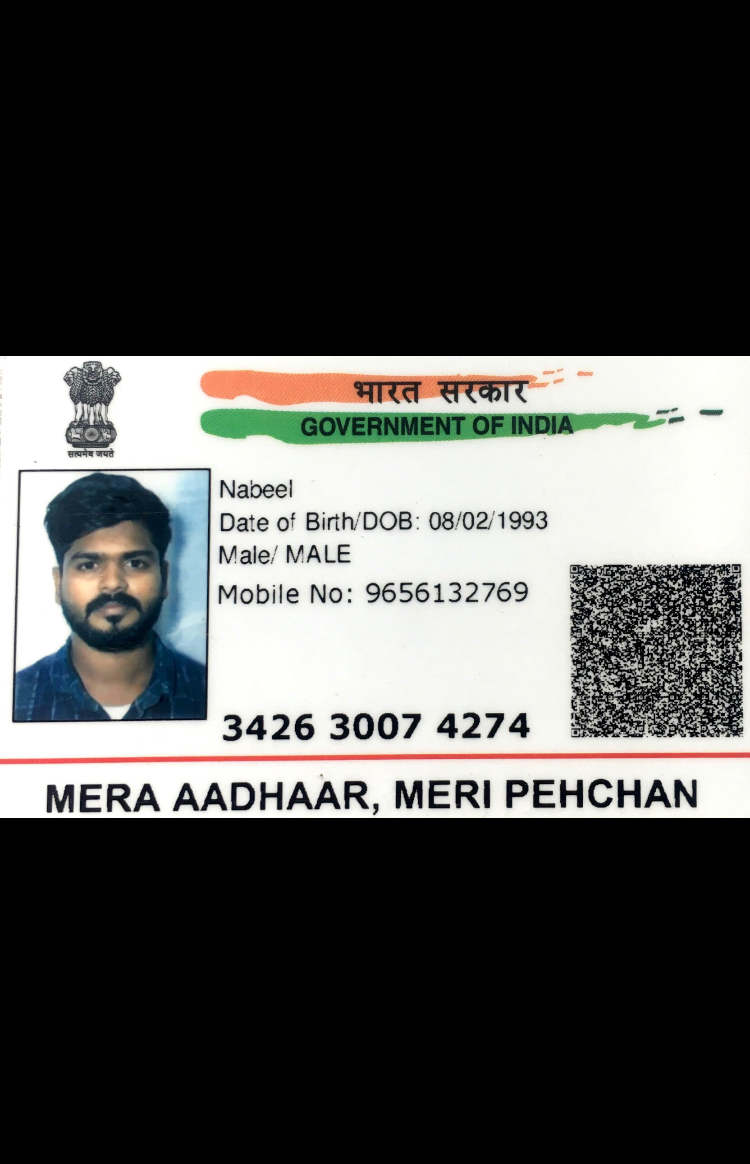 भारत सरकार
GOVERNMENT OF INDIA
सत्यमेव जयते
Nabeel
Date of Birth/DOB: 08/02/1993
Male/ MALE
Mobile No: 9656132769
3426 3007 4274
MERA AADHAAR, MERI PEHCHAN